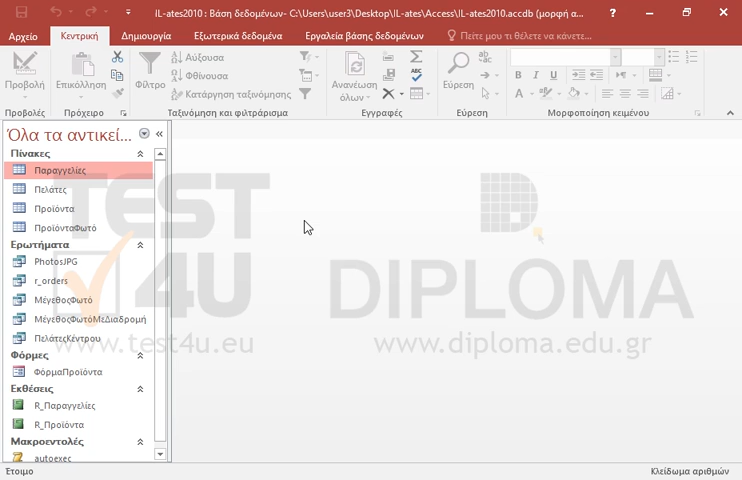 IL-ates2010 : Βάση δεδομένων- C:\Users\user3\Desktop\IL-ates\Access\IL-ates2010.accdb (μορφή α...
Αρχείο Κεντρική Δημιουργία Εξωτερικά δεδομένα Εργαλεία βάσης δεδομένων Πείτε μου τι θέλετε να κάνετε...
Προβολή
Επικόλληση
Φίλτρο
Αύξουσα
Φθίνουσα
Κατάργηση ταξινόμησης
Ανανέωση όλων
Εύρεση
Προβολές Πρόχειρο Ταξινόμηση και φιλτράρισμα Εγγραφές Εύρεση Μορφοποίηση κειμένου
Όλα τα αντικεί...
Πίνακες
Παραγγελίες
Πελάτες
Προϊόντα
ΠροϊόνταΦωτό
Ερωτήματα
PhotosJPG
r_orders
ΜέγεθοςΦωτό
ΜέγεθοςΦωτόΜεΔιαδρομή
ΠελάτεςΚέντρου
Φόρμες
ΦόρμαΠροϊόντα
Εκθέσεις
R_Παραγγελίες
R_Προϊόντα
Μακροεντολές
autoexec
TEST
4U
www.test4u.eu
DIPLOMA
www.diploma.edu.gr
Έτοιμο Κλείδωμα αριθμών